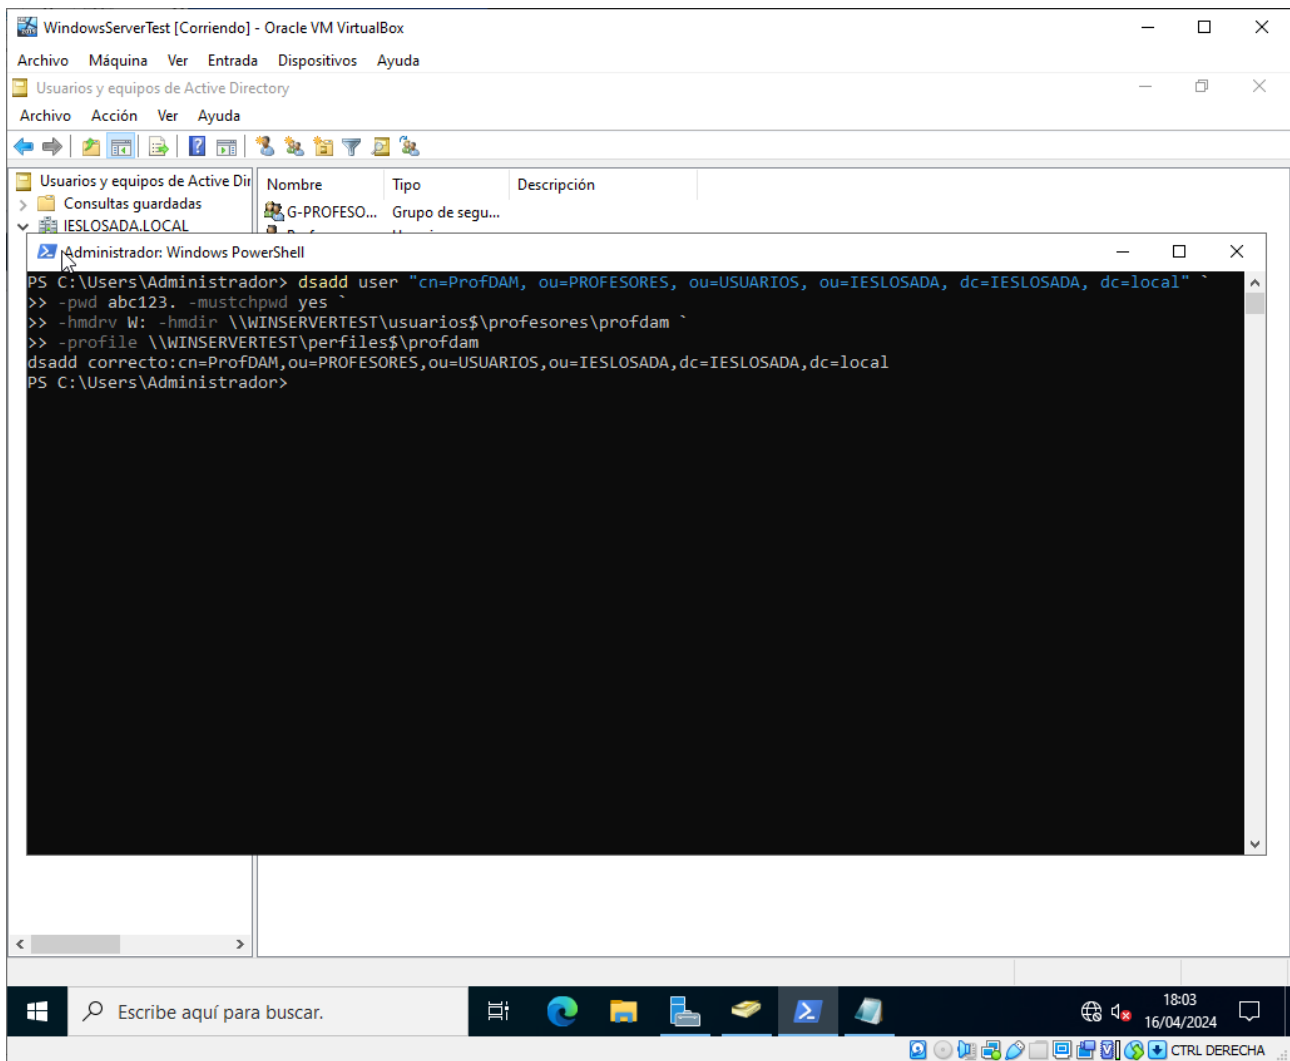 WindowsServerTest [Corriendo] - Oracle VM VirtualBox
Archivo Máquina Ver Entrada Dispositivos Ayuda
Usuarios y equipos de Active Directory
Archivo Acción Ver Ayuda
Usuarios y equipos de Active Dir
Consultas guardadas
IESLOSADA.LOCAL
Nombre Tipo Descripción
G-PROFESO... Grupo de segu...
Administrador: Windows PowerShell
PS C:\Users\Administrador> dsadd user "cn=ProfDAM, ou=PROFESORES, ou=USUARIOS, ou=IESLOSADA, dc=IESLOSADA, dc=local" `
>> -pwd abc123. -mustchpwd yes `
>> -hmdrv W: -hmdir \\WINSERVERTEST\usuarios$\profesores\profdam `
>> -profile \\WINSERVERTEST\perfiles$\profdam
dsadd correcto:cn=ProfDAM,ou=PROFESORES,ou=USUARIOS,ou=IESLOSADA,dc=IESLOSADA,dc=local
PS C:\Users\Administrador>
Escribe aquí para buscar.
18:03
16/04/2024
CTRL DERECHA